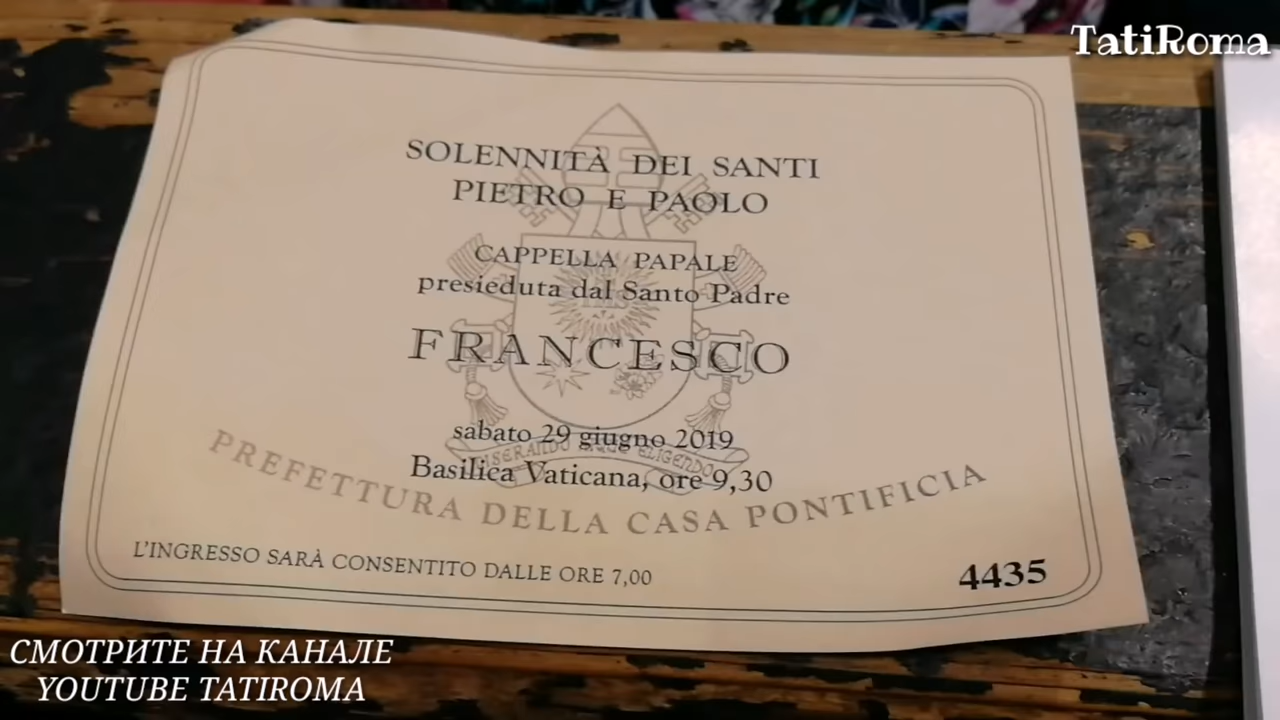 TatiRoma
SOLENNITÀ DEI SANTI
PIETRO E PAOLO
CAPPELLA PAPALE
presieduta dal Santo Padre
FRANCESCO
sabato 29 giugno 2019
Basilica Vaticana, ore 9,30
PREFETTURA DELLA CASA PONTIFICIA
L'INGRESSO SARÀ CONSENTITO DALLE ORE 7,00
4435
СМОТРИТЕ НА КАНАЛЕ
YOUTUBE TATIROMA